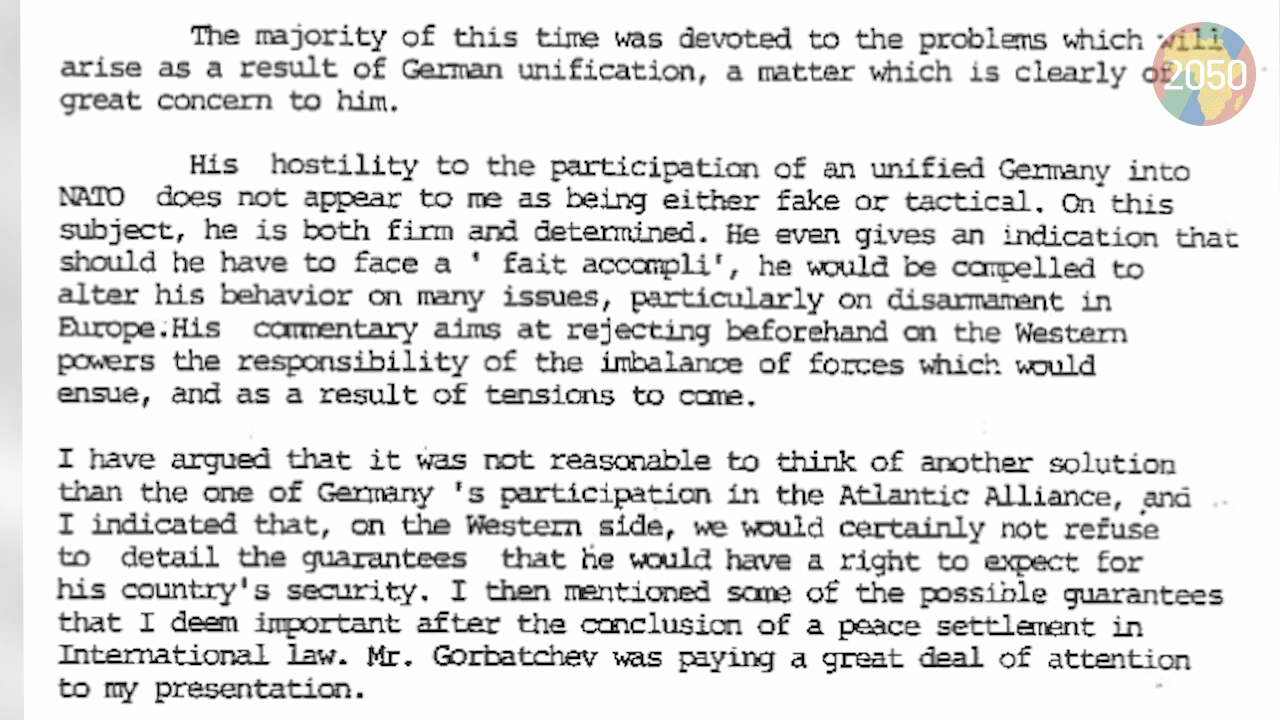 The majority of this time was devoted to the problems which will
arise as a result of German unification, a matter which is clearly of
great concern to him.
His hostility to the participation of an unified Germany into
NATO does not appear to me as being either fake or tactical. On this
subject, he is both firm and determined. He even gives an indication that
should he have to face a ' fait accompli', he would be compelled to
alter his behavior on many issues, particularly on disarmament in
Europe.His commentary aims at rejecting beforehand on the Western
powers the responsibility of the imbalance of forces which would
ensue, and as a result of tensions to come.
I have argued that it was not reasonable to think of another solution
than the one of Germany 's participation in the Atlantic Alliance, and
I indicated that, on the Western side, we would certainly not refuse
to detail the guarantees that he would have a right to expect for
his country's security. I then mentioned some of the possible guarantees
that I deem important after the conclusion of a peace settlement in
International law. Mr. Gorbatchev was paying a great deal of attention
to my presentation.
2050